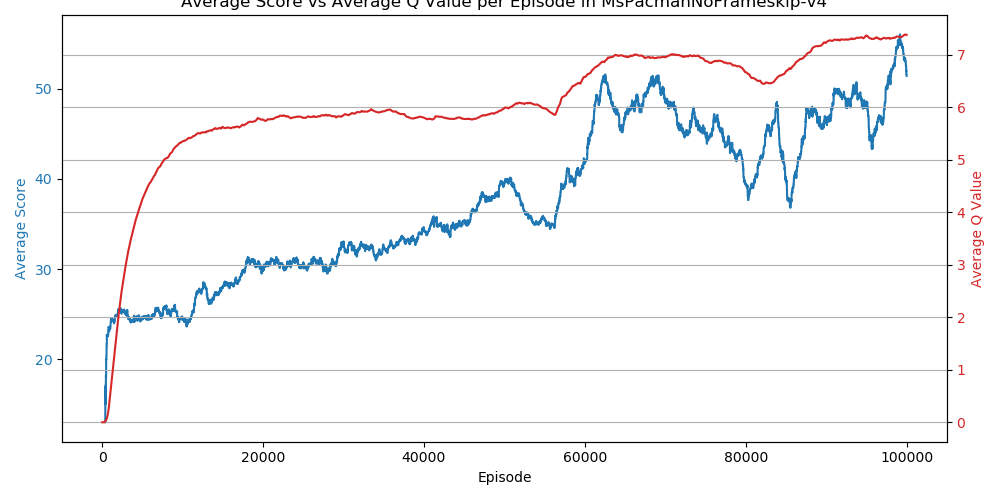 Average Score vs Average Q Value per Episode in MsPacmanNoFrameskip-v4
50
40
30
20
Average Score
7
6
5
4
3
2
1
0
Average Q Value
0 20000 40000 60000 80000 100000
Episode